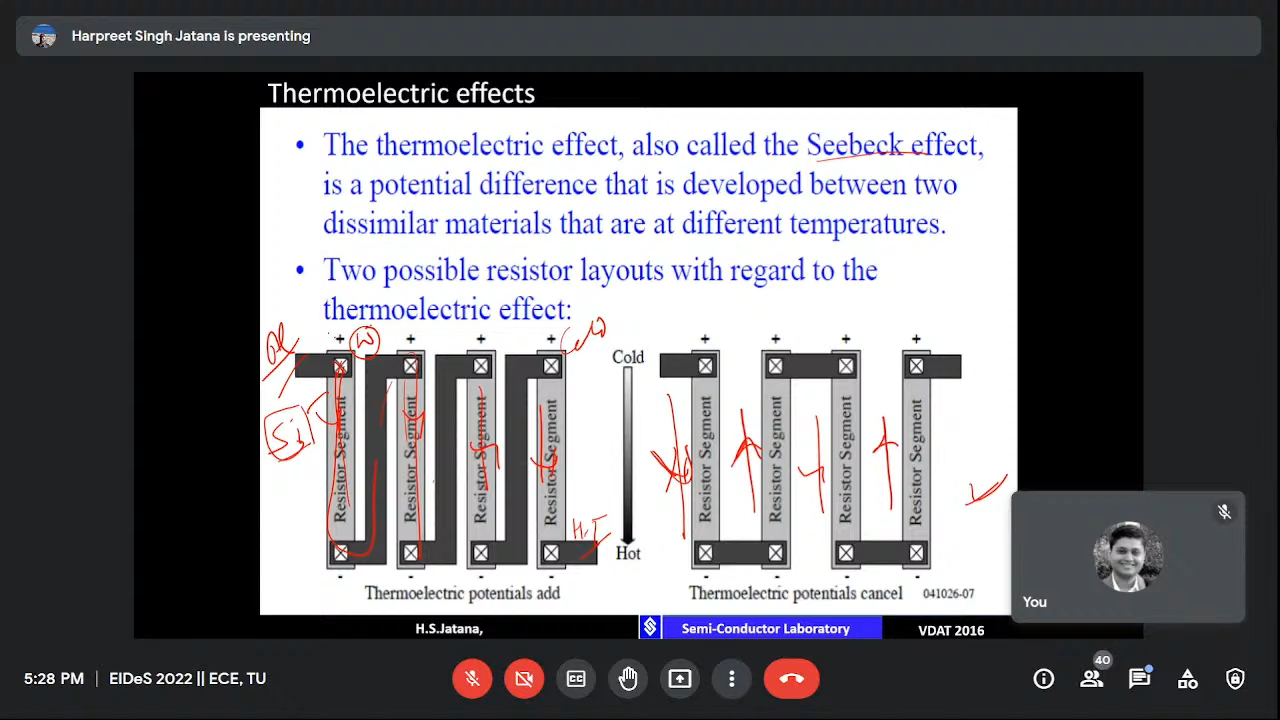 Harpreet Singh Jatana is presenting
Thermoelectric effects
• The thermoelectric effect, also called the Seebeck effect,
is a potential difference that is developed between two
dissimilar materials that are at different temperatures.
• Two possible resistor layouts with regard to the
thermoelectric effect:
+ + + + + + + +
Al
W
Cold
Resistor Segment Resistor Segment Resistor Segment Resistor Segment
Resistor Segment Resistor Segment Resistor Segment Resistor Segment
Si
H.T
Hot
- - - - - - - -
Thermoelectric potentials add
Thermoelectric potentials cancel
041026-07
H.S.Jatana,
Semi-Conductor Laboratory
VDAT 2016
You
5:28 PM | EIDeS 2022 || ECE, TU
CC
40